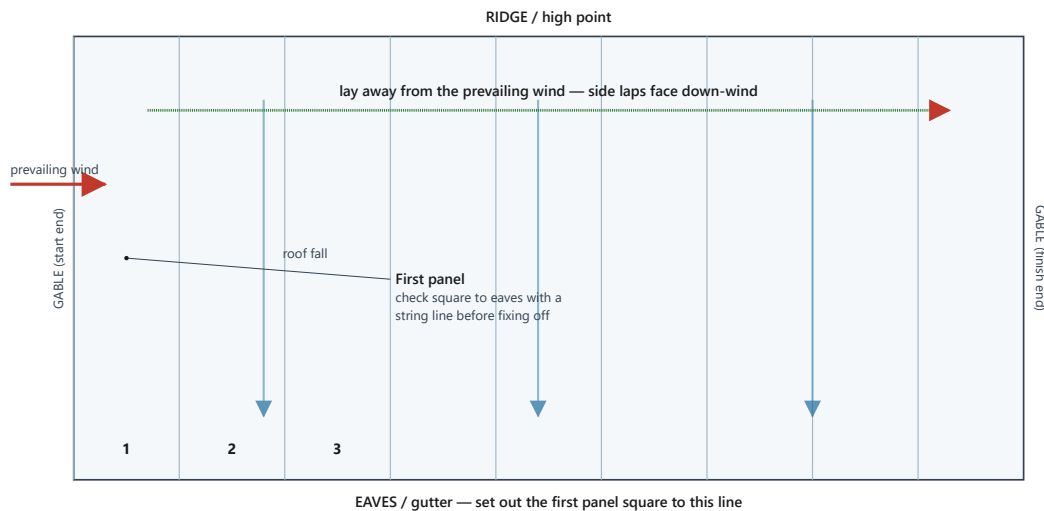 RIDGE / high point
lay away from the prevailing wind — side laps face down-wind
prevailing wind
GABLE (start end)
GABLE (finish end)
roof fall
First panel
check square to eaves with a
string line before fixing off
1
2
3
EAVES / gutter — set out the first panel square to this line